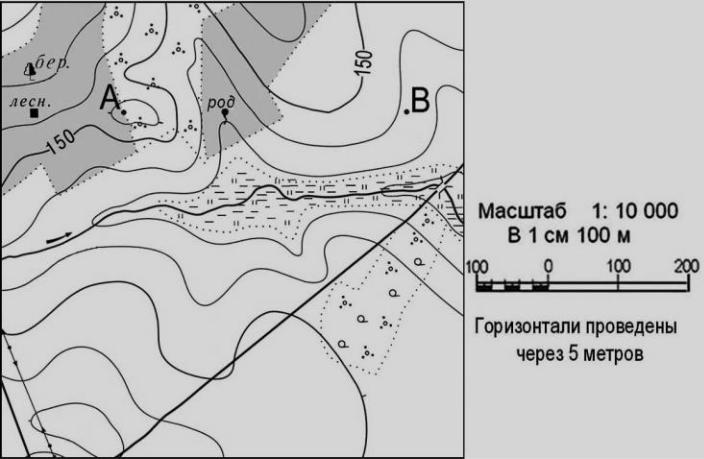 150
бер.
лесн.
А
род
В
150
Масштаб 1: 10 000
В 1 см 100 м
100 0 100 200
Горизонтали проведены
через 5 метров